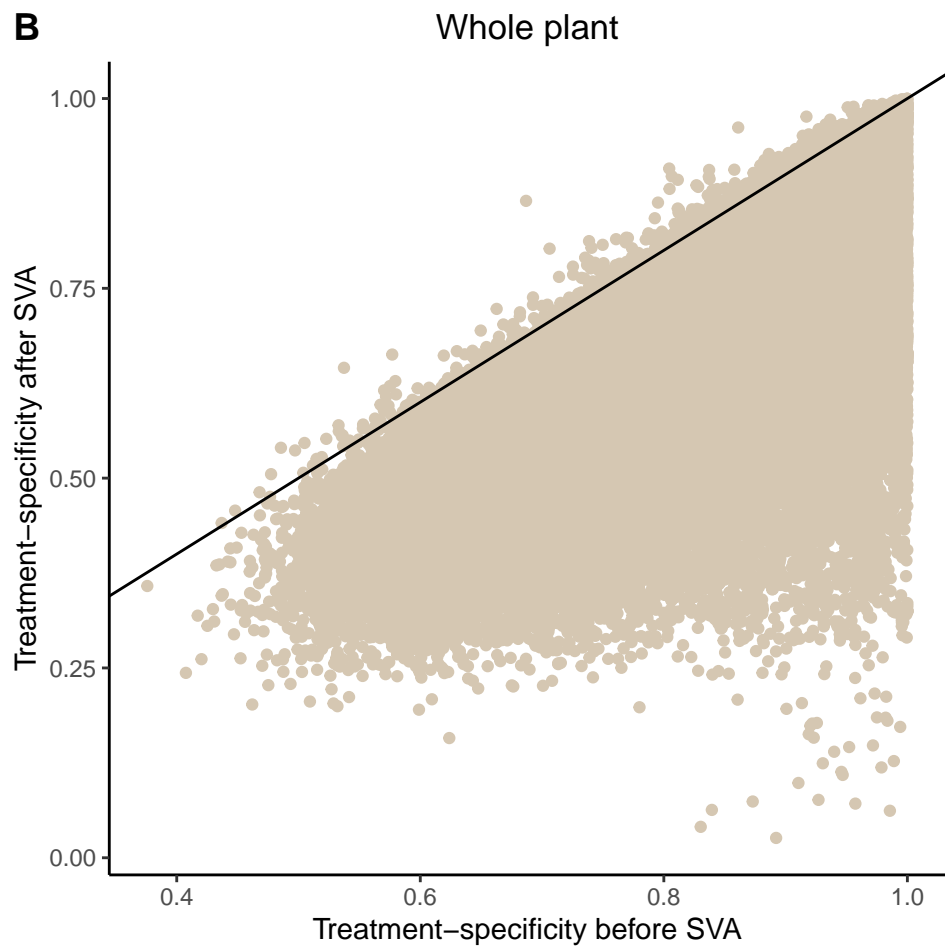 B
Whole plant
Treatment−specificity after SVA
1.00
0.75
0.50
0.25
0.00
0.4 0.6 0.8 1.0
Treatment−specificity before SVA